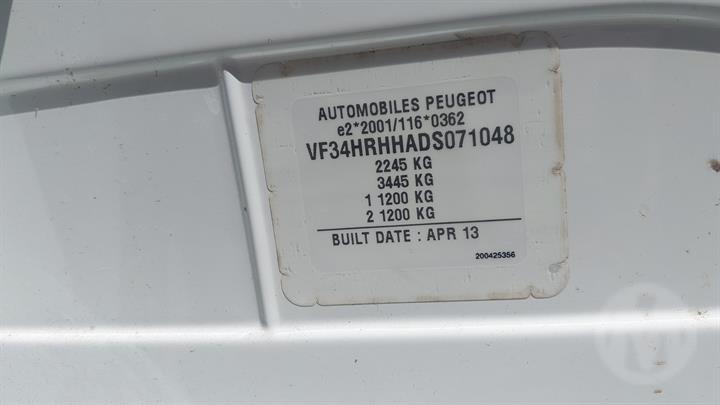 AUTOMOBILES PEUGEOT
e2*2001/116*0362
VF34HRHHADS071048
2245 KG
3445 KG
1 1200 KG
2 1200 KG
BUILT DATE : APR 13
200425356
M